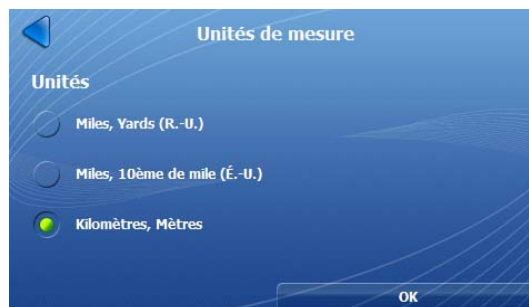 Unités de mesure
Unités
Miles, Yards (R.-U.)
Miles, 10ème de mile (É.-U.)
Kilomètres, Mètres
OK